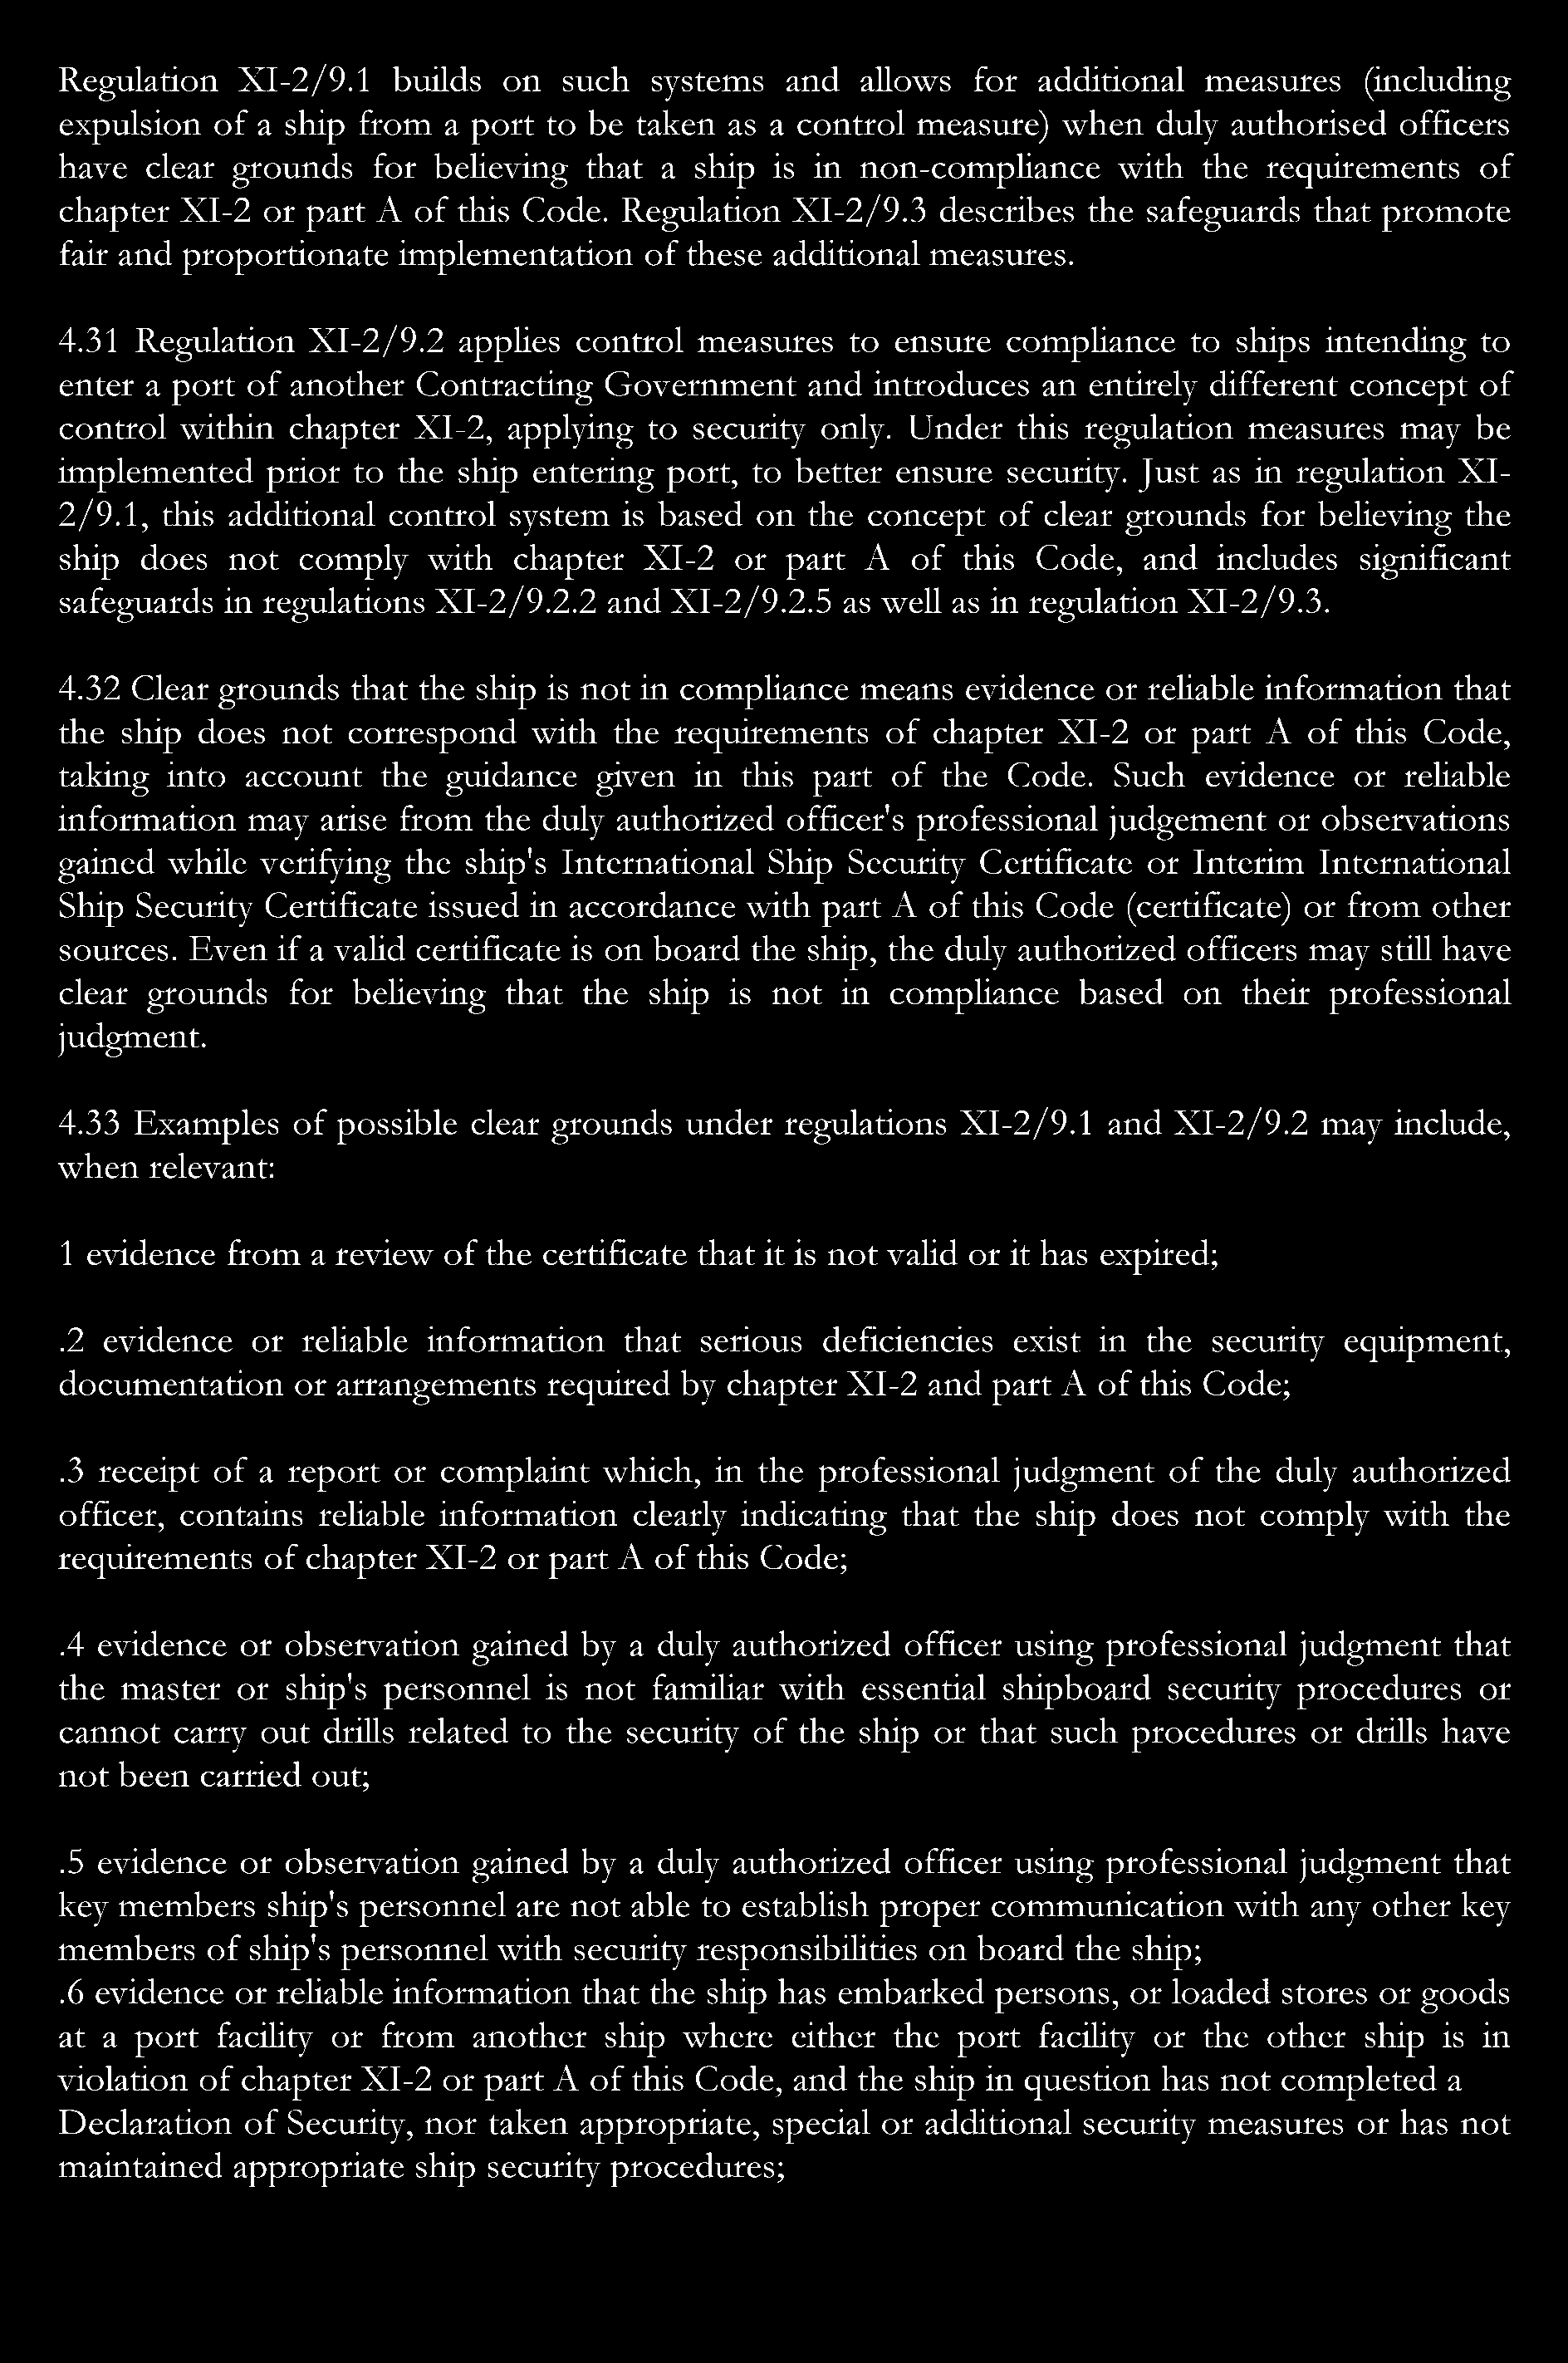 Regulation XI-2/9.1 builds on such systems and allows for additional measures (including
expulsion of a ship from a port to be taken as a control measure) when duly authorised officers
have clear grounds for believing that a ship is in non-compliance with the requirements of
chapter XI-2 or part A of this Code. Regulation XI-2/9.3 describes the safeguards that promote
fair and proportionate implementation of these additional measures.
4.31 Regulation XI-2/9.2 applies control measures to ensure compliance to ships intending to
enter a port of another Contracting Government and introduces an entirely different concept of
control within chapter XI-2, applying to security only. Under this regulation measures may be
implemented prior to the ship entering port, to better ensure security. Just as in regulation XI-
2/9.1, this additional control system is based on the concept of clear grounds for believing the
ship does not comply with chapter XI-2 or part A of this Code, and includes significant
safeguards in regulations XI-2/9.2.2 and XI-2/9.2.5 as well as in regulation XI-2/9.3.
4.32 Clear grounds that the ship is not in compliance means evidence or reliable information that
the ship does not correspond with the requirements of chapter XI-2 or part A of this Code,
taking into account the guidance given in this part of the Code. Such evidence or reliable
information may arise from the duly authorized officer's professional judgement or observations
gained while verifying the ship's International Ship Security Certificate or Interim International
Ship Security Certificate issued in accordance with part A of this Code (certificate) or from other
sources. Even if a valid certificate is on board the ship, the duly authorized officers may still have
clear grounds for believing that the ship is not in compliance based on their professional
judgment.
4.33 Examples of possible clear grounds under regulations XI-2/9.1 and XI-2/9.2 may include,
when relevant:
1 evidence from a review of the certificate that it is not valid or it has expired;
.2 evidence or reliable information that serious deficiencies exist in the security equipment,
documentation or arrangements required by chapter XI-2 and part A of this Code;
.3 receipt of a report or complaint which, in the professional judgment of the duly authorized
officer, contains reliable information clearly indicating that the ship does not comply with the
requirements of chapter XI-2 or part A of this Code;
.4 evidence or observation gained by a duly authorized officer using professional judgment that
the master or ship's personnel is not familiar with essential shipboard security procedures or
cannot carry out drills related to the security of the ship or that such procedures or drills have
not been carried out;
.5 evidence or observation gained by a duly authorized officer using professional judgment that
key members ship's personnel are not able to establish proper communication with any other key
members of ship's personnel with security responsibilities on board the ship;
.6 evidence or reliable information that the ship has embarked persons, or loaded stores or goods
at a port facility or from another ship where either the port facility or the other ship is in
violation of chapter XI-2 or part A of this Code, and the ship in question has not completed a
Declaration of Security, nor taken appropriate, special or additional security measures or has not
maintained appropriate ship security procedures;